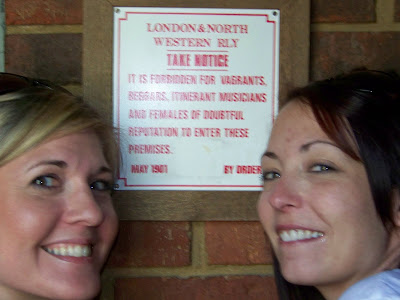 LONDON & NORTH
WESTERN RLY
TAKE NOTICE
IT IS FORBIDDEN FOR VAGRANTS,
BEGGARS, ITINERANT MUSICIANS
AND FEMALES OF DOUBTFUL
REPUTATION TO ENTER THESE
PREMISES.
MAY 1901 BY ORDER